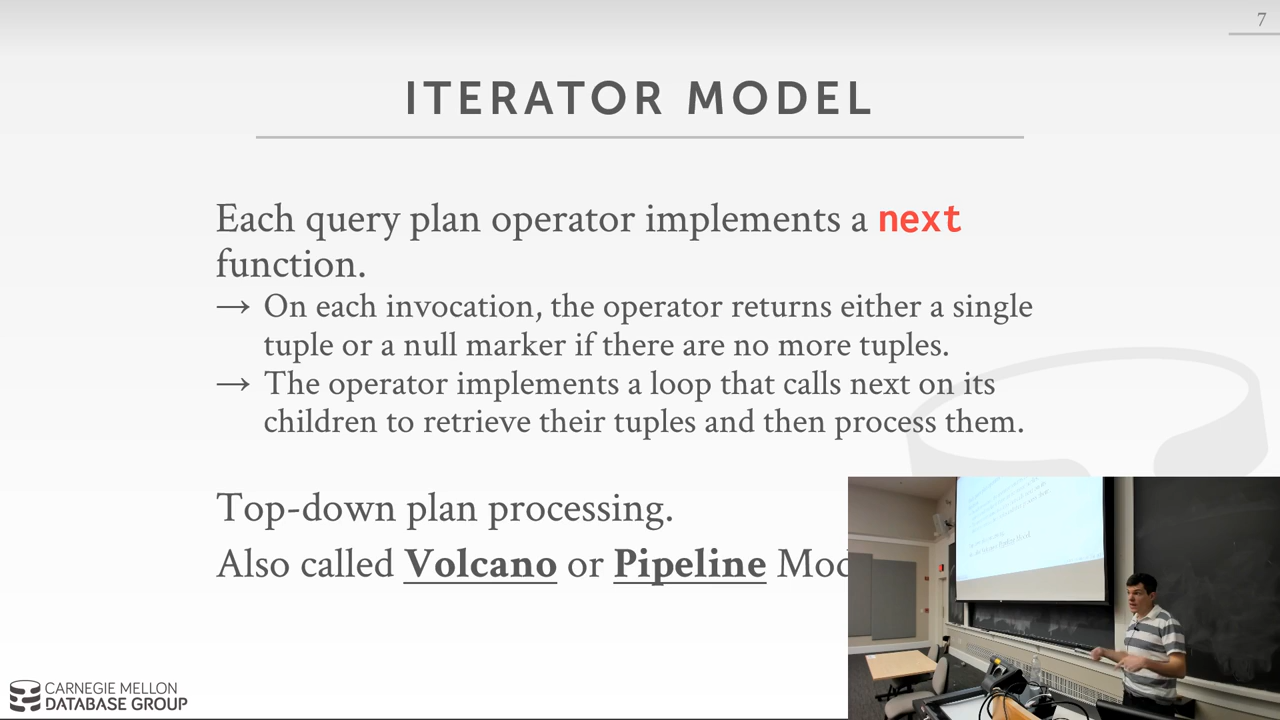 7
ITERATOR MODEL
Each query plan operator implements a next
function.
→ On each invocation, the operator returns either a single
tuple or a null marker if there are no more tuples.
→ The operator implements a loop that calls next on its
children to retrieve their tuples and then process them.
Top-down plan processing.
Also called Volcano or Pipeline Mod
CARNEGIE MELLON
DATABASE GROUP